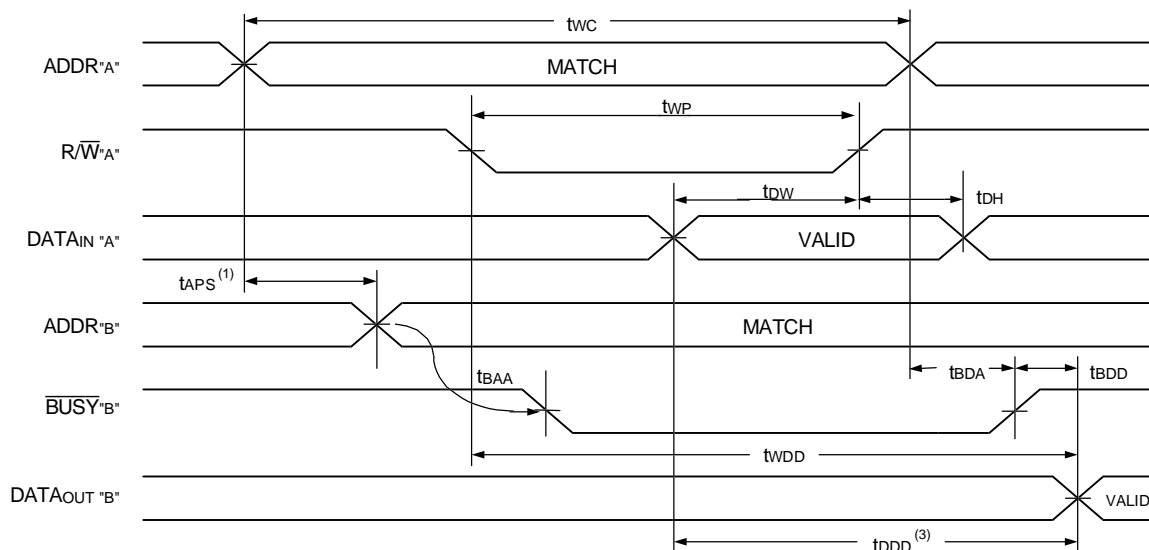 tWC
ADDR"A" MATCH
tWP
R/W"A"
tDW tDH
DATAIN "A" VALID
tAPS (1)
ADDR"B" MATCH
tBAA tBDA tBDD
BUSY"B"
tWDD
DATAOUT "B" VALID
tDDD (3)